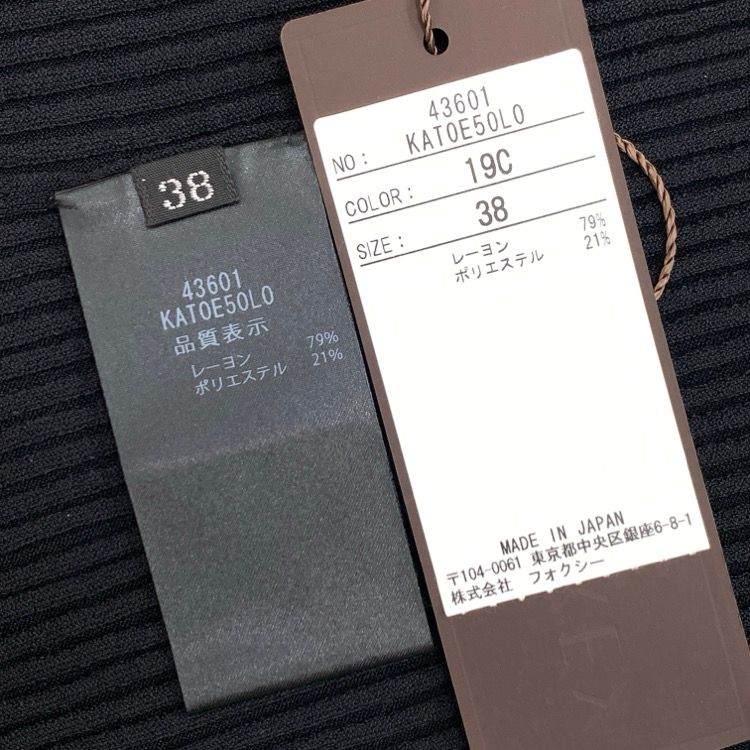 38
43601
KATOE50LO
品質表示
レーヨン 79%
ポリエステル 21%
43601
NO: KATOE50LO
COLOR: 19C
SIZE: 38
レーヨン 79%
ポリエステル 21%
MADE IN JAPAN
〒104-0061 東京都中央区銀座6-8-1
株式会社 フォクシー